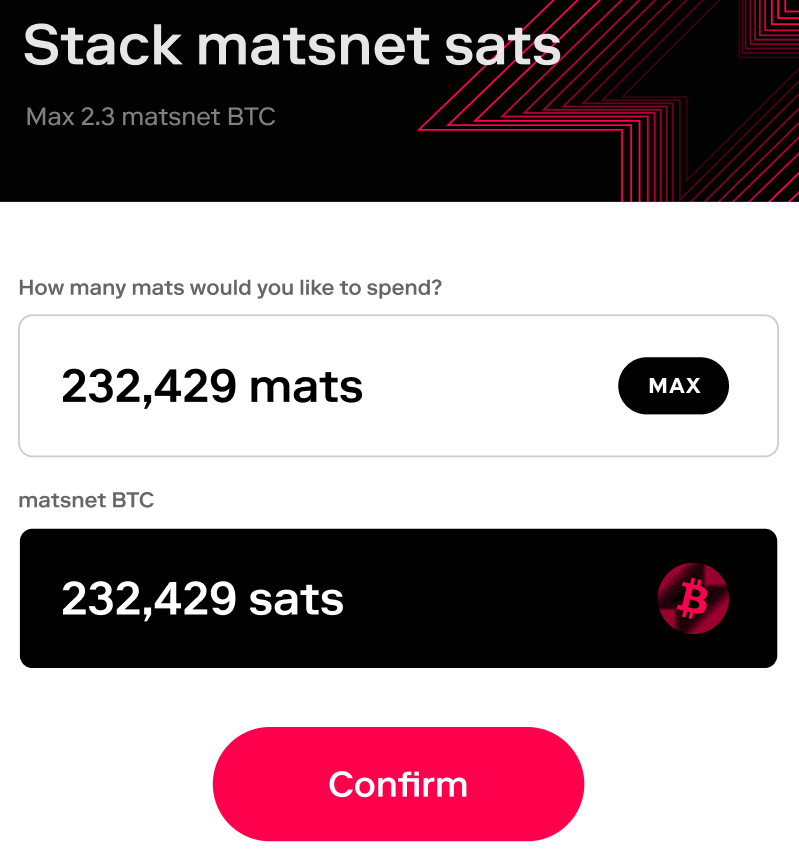 Stack matsnet sats
Max 2.3 matsnet BTC
How many mats would you like to spend?
232,429 mats
MAX
matsnet BTC
232,429 sats
Confirm